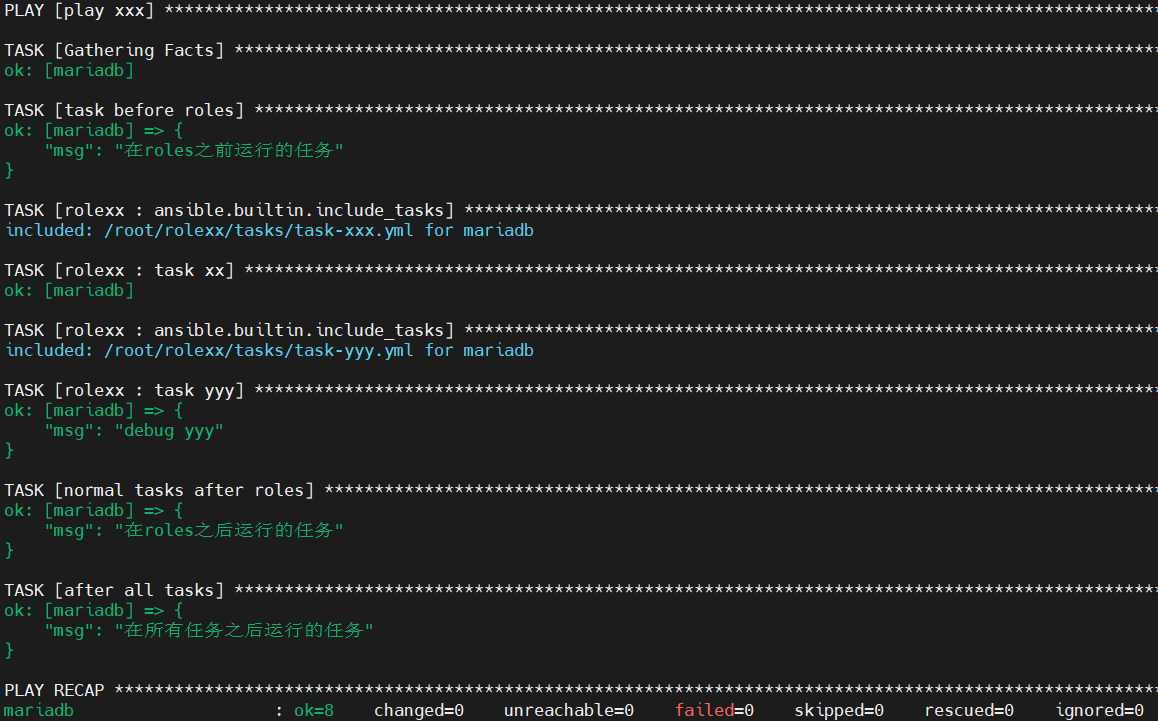 PLAY [play xxx] ****************************************************************************************************
TASK [Gathering Facts] *********************************************************************************************
ok: [mariadb]
TASK [task before roles] *******************************************************************************************
ok: [mariadb] => {
    "msg": "在roles之前运行的任务"
}
TASK [rolexx : ansible.builtin.include_tasks] **********************************************************************
included: /root/rolexx/tasks/task-xxx.yml for mariadb
TASK [rolexx : task xx] ********************************************************************************************
ok: [mariadb]
TASK [rolexx : ansible.builtin.include_tasks] **********************************************************************
included: /root/rolexx/tasks/task-yyy.yml for mariadb
TASK [rolexx : task yyy] *******************************************************************************************
ok: [mariadb] => {
    "msg": "debug yyy"
}
TASK [normal tasks after roles] ************************************************************************************
ok: [mariadb] => {
    "msg": "在roles之后运行的任务"
}
TASK [after all tasks] *********************************************************************************************
ok: [mariadb] => {
    "msg": "在所有任务之后运行的任务"
}
PLAY RECAP *********************************************************************************************************
mariadb                    : ok=8    changed=0    unreachable=0    failed=0    skipped=0    rescued=0    ignored=0